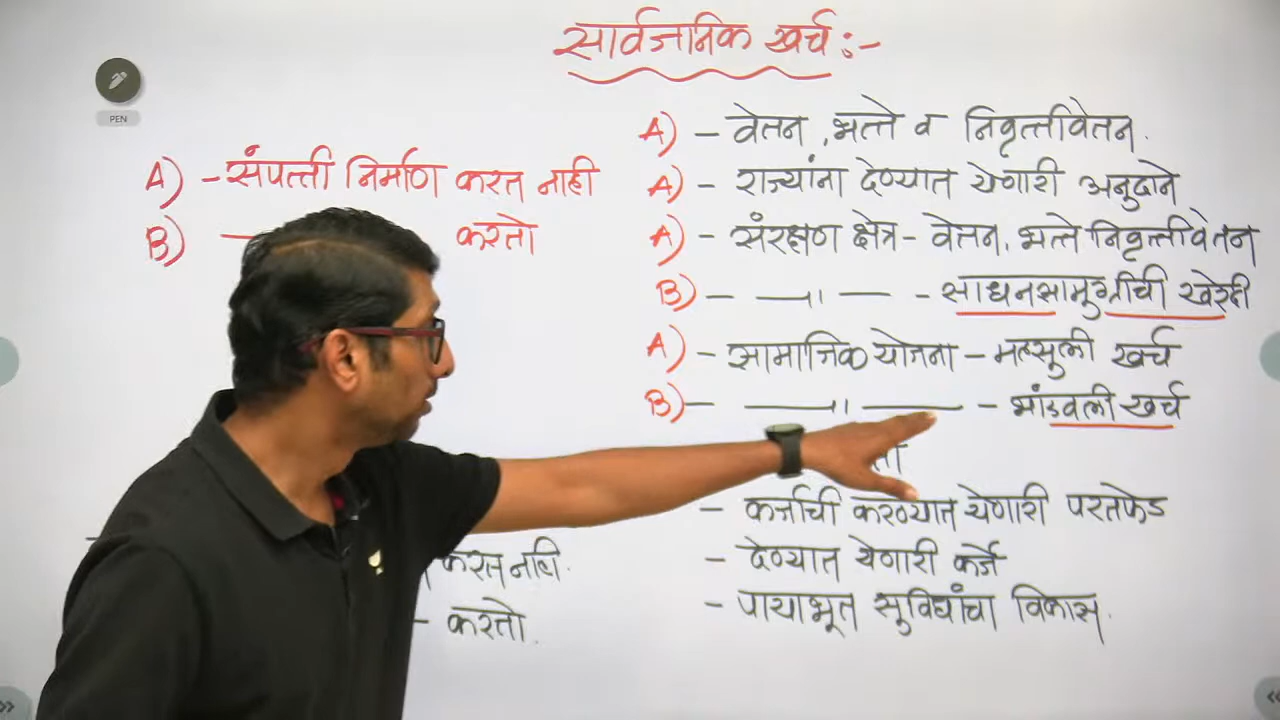 सार्वजनिक खर्च :-
PEN
A) - संपत्ती निर्माण करत नाही
B) करतो
A) - वेतन, भत्ते व निवृत्तीवेतन.
A) - राज्यांना देण्यात येणारी अनुदाने
A) - संरक्षण क्षेत्र - वेतन, भत्ते निवृत्तीवेतन
B) - —"— - साधनसामुग्रीची खरेदी
A) - सामाजिक योजना - महसुली खर्च
B) - —"— - भांडवली खर्च
- कर्जाची करण्यात येणारी परतफेड
- देण्यात येणारी कर्जे
- पायाभूत सुविधांचा विकास.
करत नाही.
- करतो.